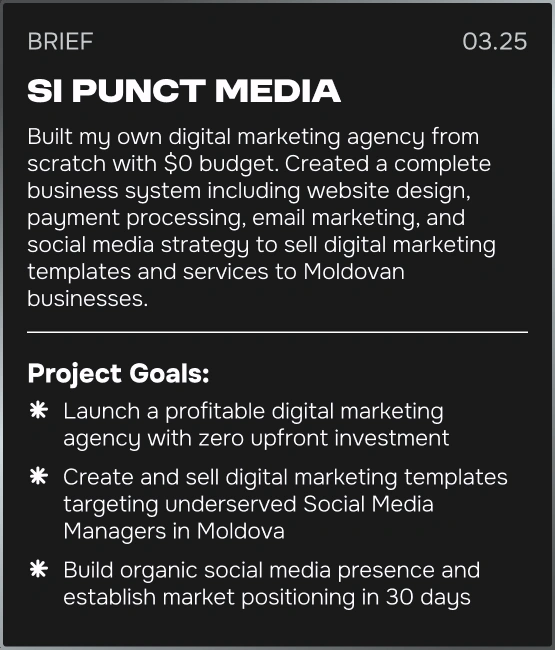 BRIEF 03.25
SI PUNCT MEDIA
Built my own digital marketing agency from
scratch with $0 budget. Created a complete
business system including website design,
payment processing, email marketing, and
social media strategy to sell digital marketing
templates and services to Moldovan
businesses.
Project Goals:
Launch a profitable digital marketing
agency with zero upfront investment
Create and sell digital marketing templates
targeting underserved Social Media
Managers in Moldova
Build organic social media presence and
establish market positioning in 30 days